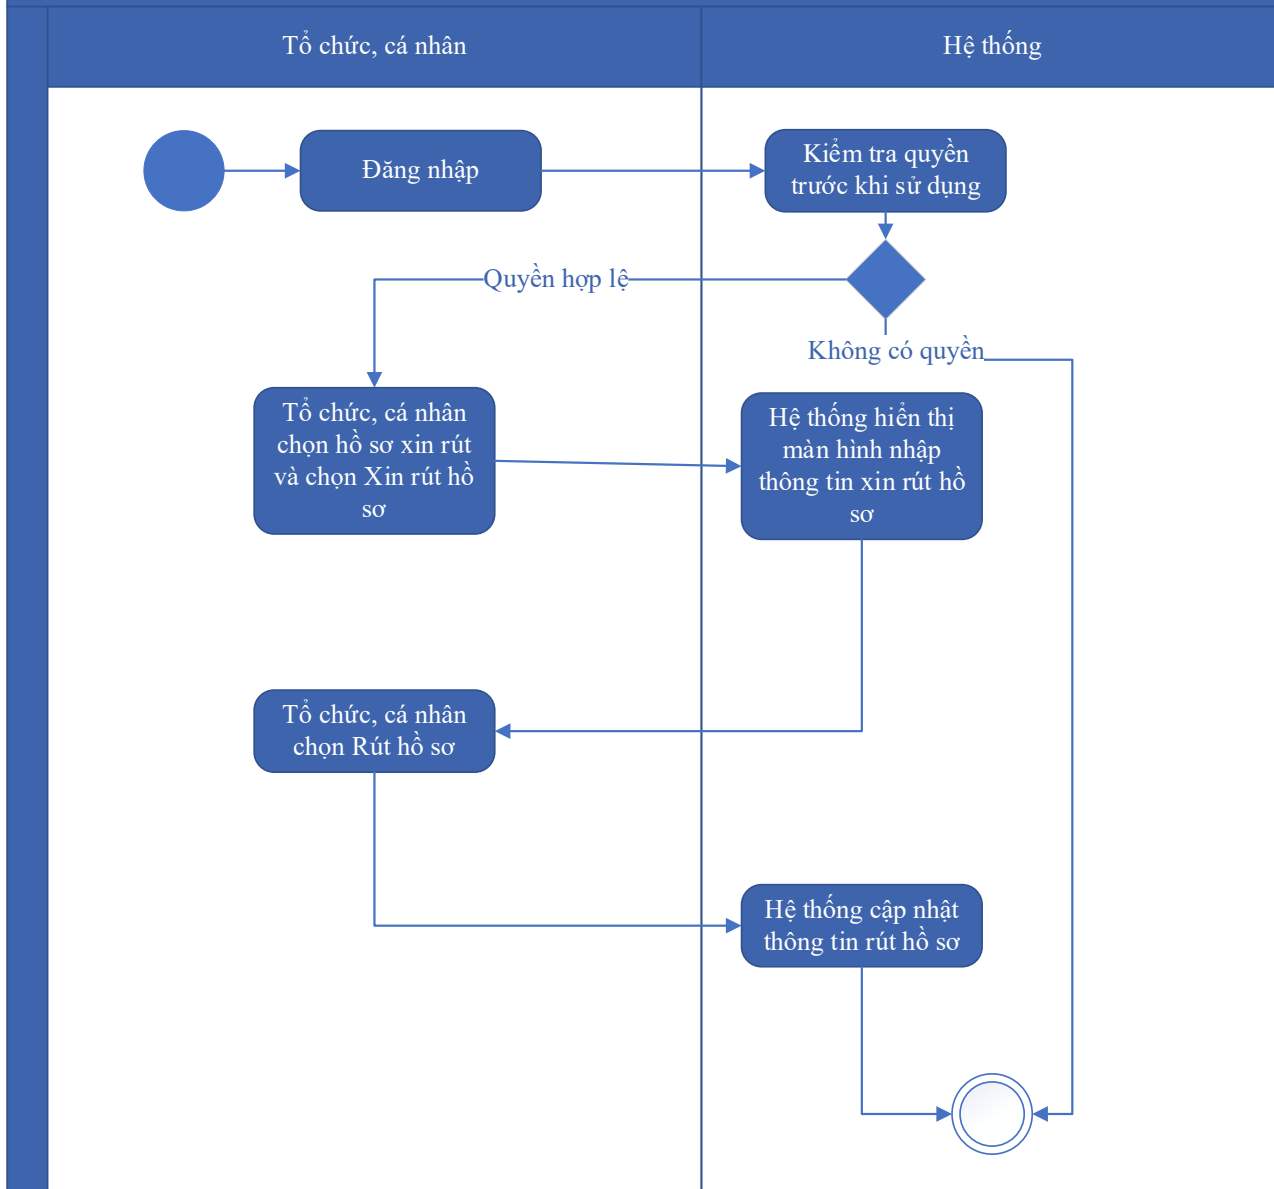 Tổ chức, cá nhân
Hệ thống
Đăng nhập
Kiểm tra quyền
trước khi sử dụng
Quyền hợp lệ
Không có quyền
Tổ chức, cá nhân
chọn hồ sơ xin rút
và chọn Xin rút hồ
sơ
Hệ thống hiển thị
màn hình nhập
thông tin xin rút hồ
sơ
Tổ chức, cá nhân
chọn Rút hồ sơ
Hệ thống cập nhật
thông tin rút hồ sơ